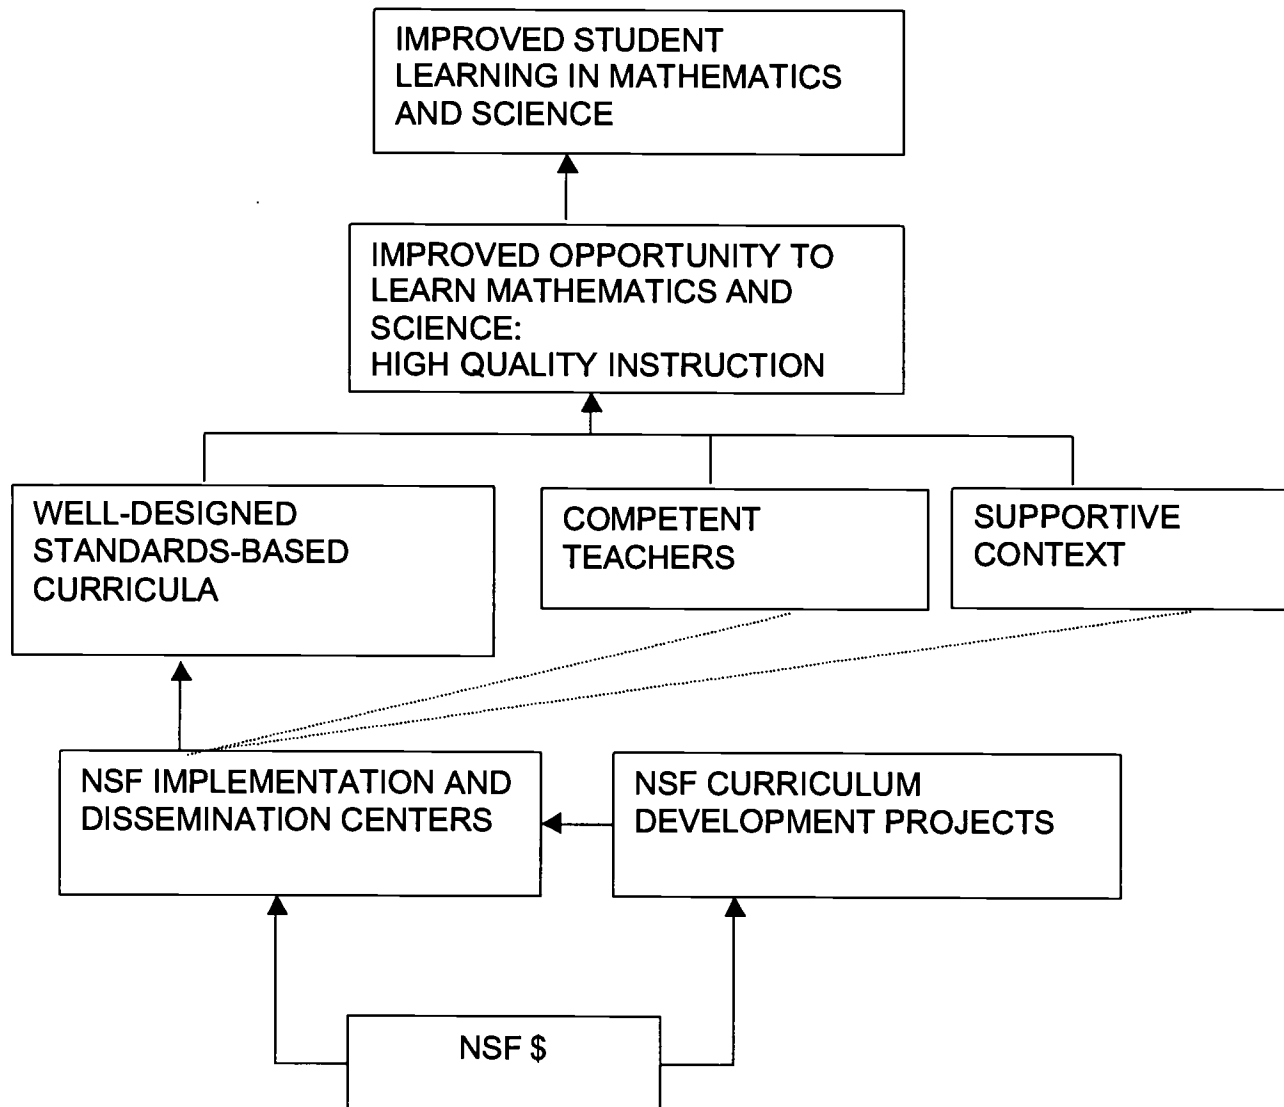 IMPROVED STUDENT
LEARNING IN MATHEMATICS
AND SCIENCE
IMPROVED OPPORTUNITY TO
LEARN MATHEMATICS AND
SCIENCE:
HIGH QUALITY INSTRUCTION
WELL-DESIGNED
STANDARDS-BASED
CURRICULA
COMPETENT
TEACHERS
SUPPORTIVE
CONTEXT
NSF IMPLEMENTATION AND
DISSEMINATION CENTERS
NSF CURRICULUM
DEVELOPMENT PROJECTS
NSF $